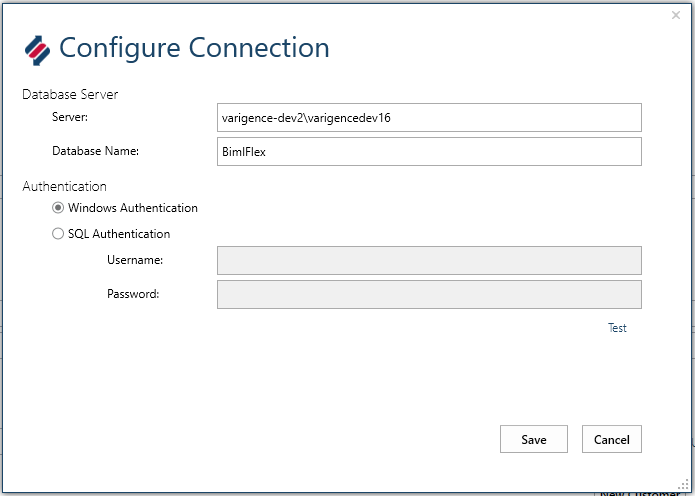 Configure Connection
Database Server
Server:
varigence-dev2\varigencedev16
Database Name:
BimlFlex
Authentication
Windows Authentication
SQL Authentication
Username:
Password:
Test
Save
Cancel
New Customer